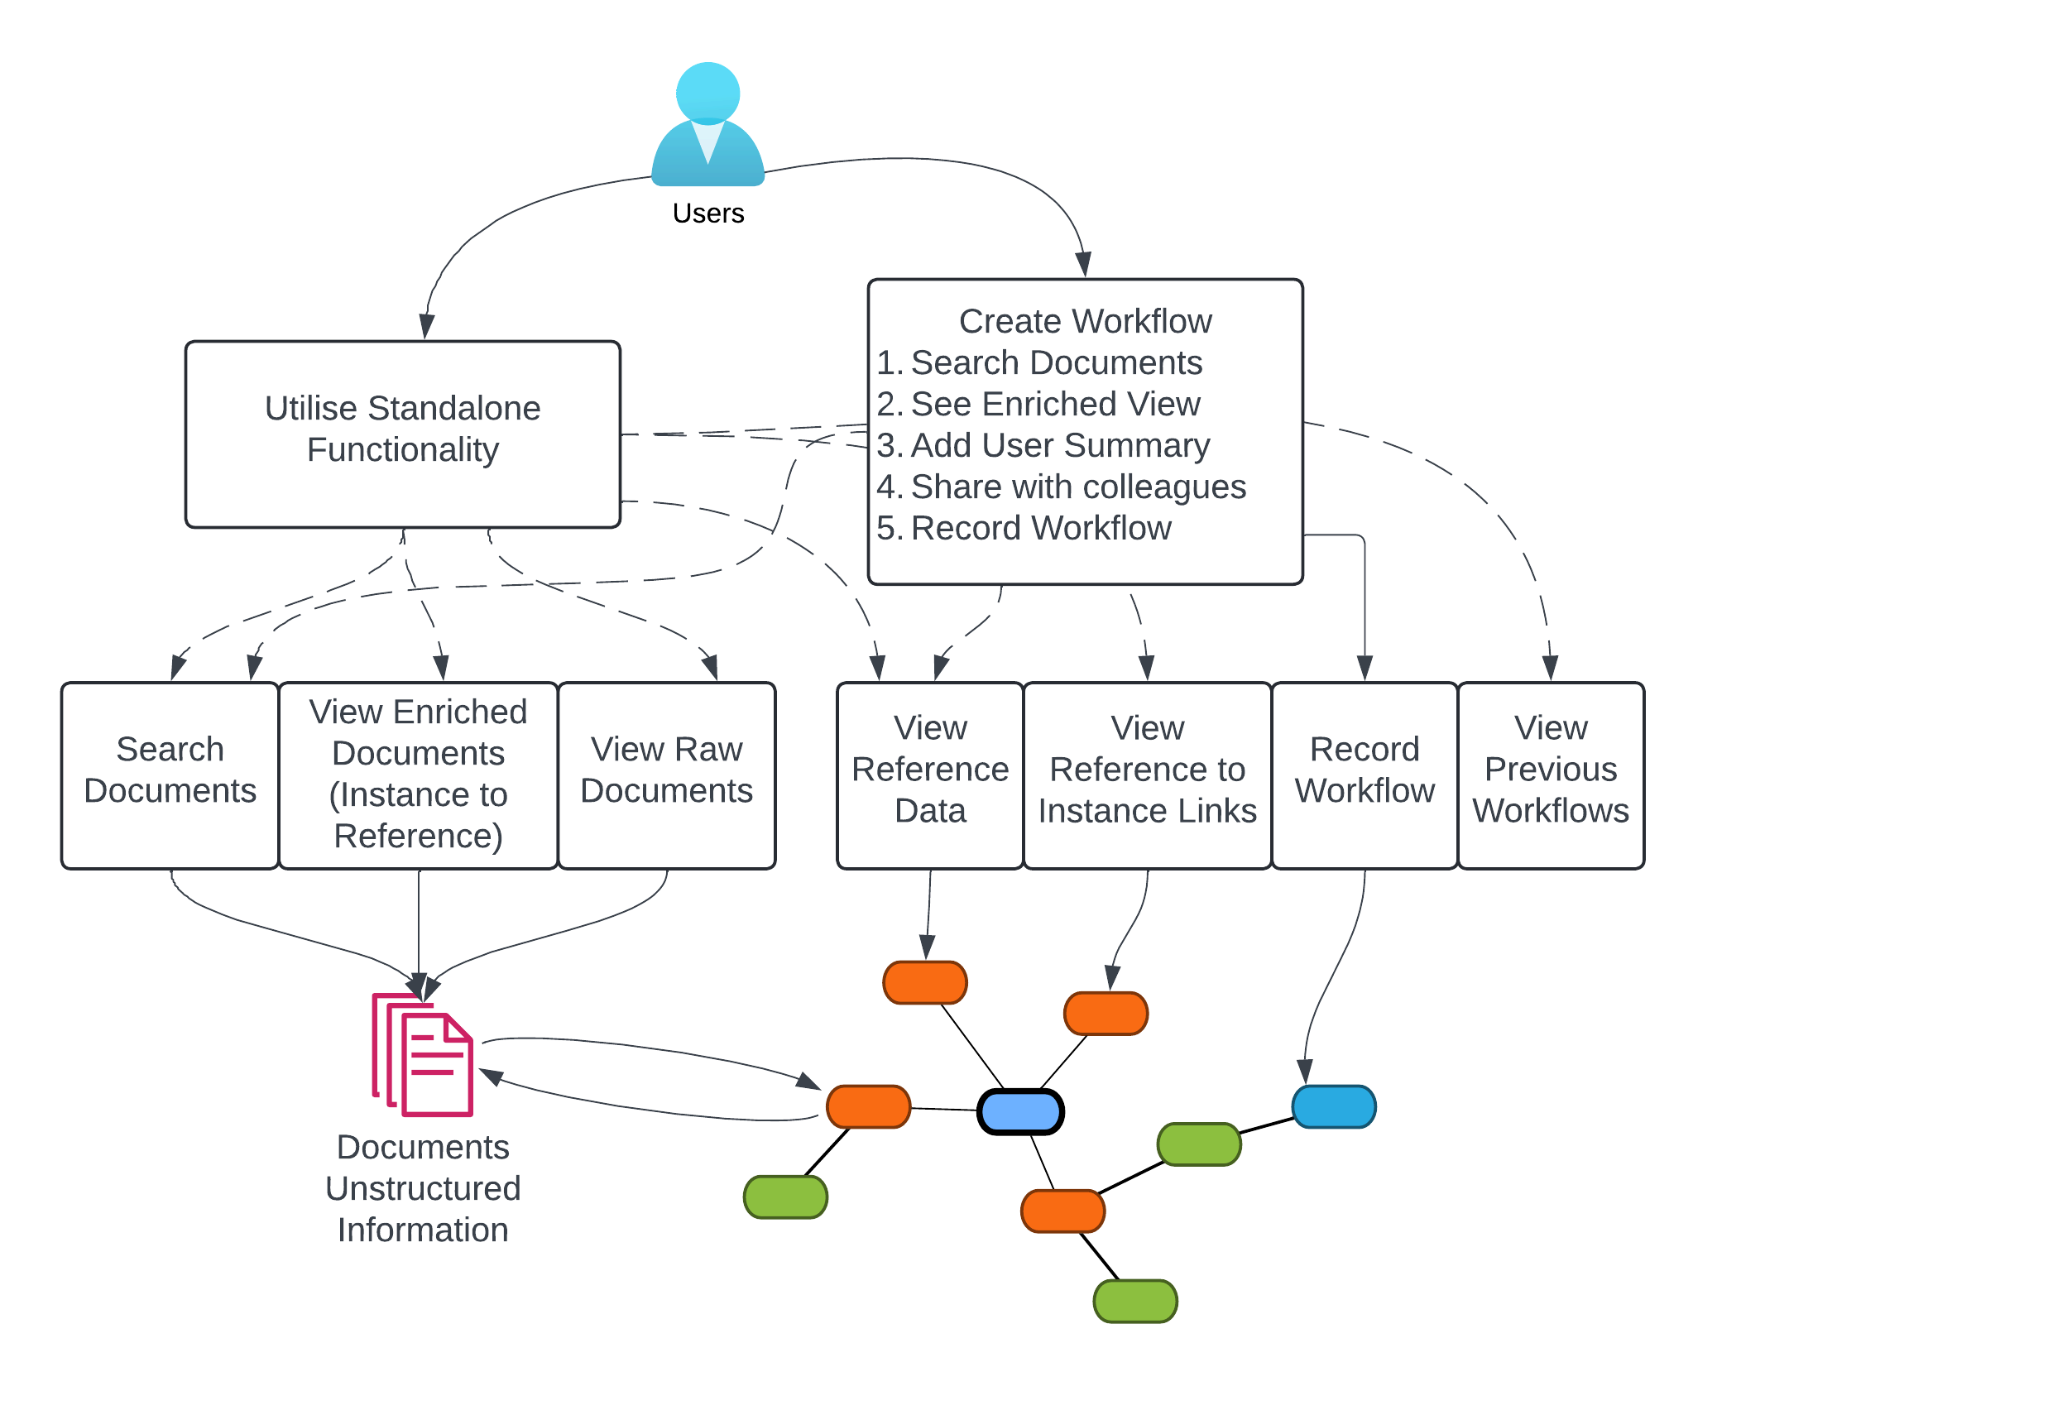 Users
Create Workflow
1. Search Documents
2. See Enriched View
3. Add User Summary
4. Share with colleagues
5. Record Workflow
Utilise Standalone
Functionality
Search
Documents
View Enriched
Documents
(Instance to
Reference)
View Raw
Documents
View
Reference
Data
View
Reference to
Instance Links
Record
Workflow
View
Previous
Workflows
Documents
Unstructured
Information